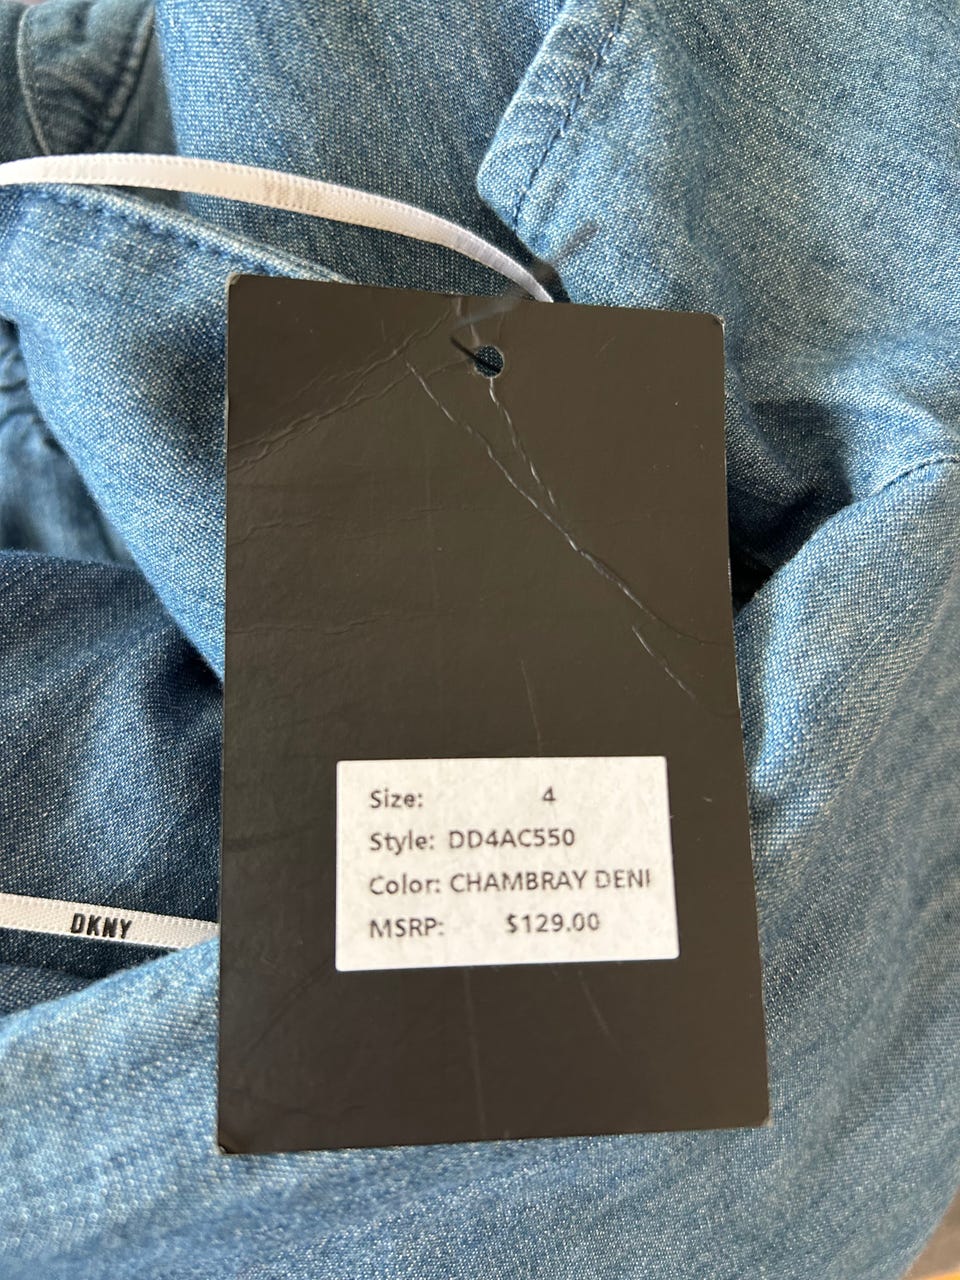 Size: 4
Style: DD4AC550
Color: CHAMBRAY DENI
MSRP: $129.00
DKNY